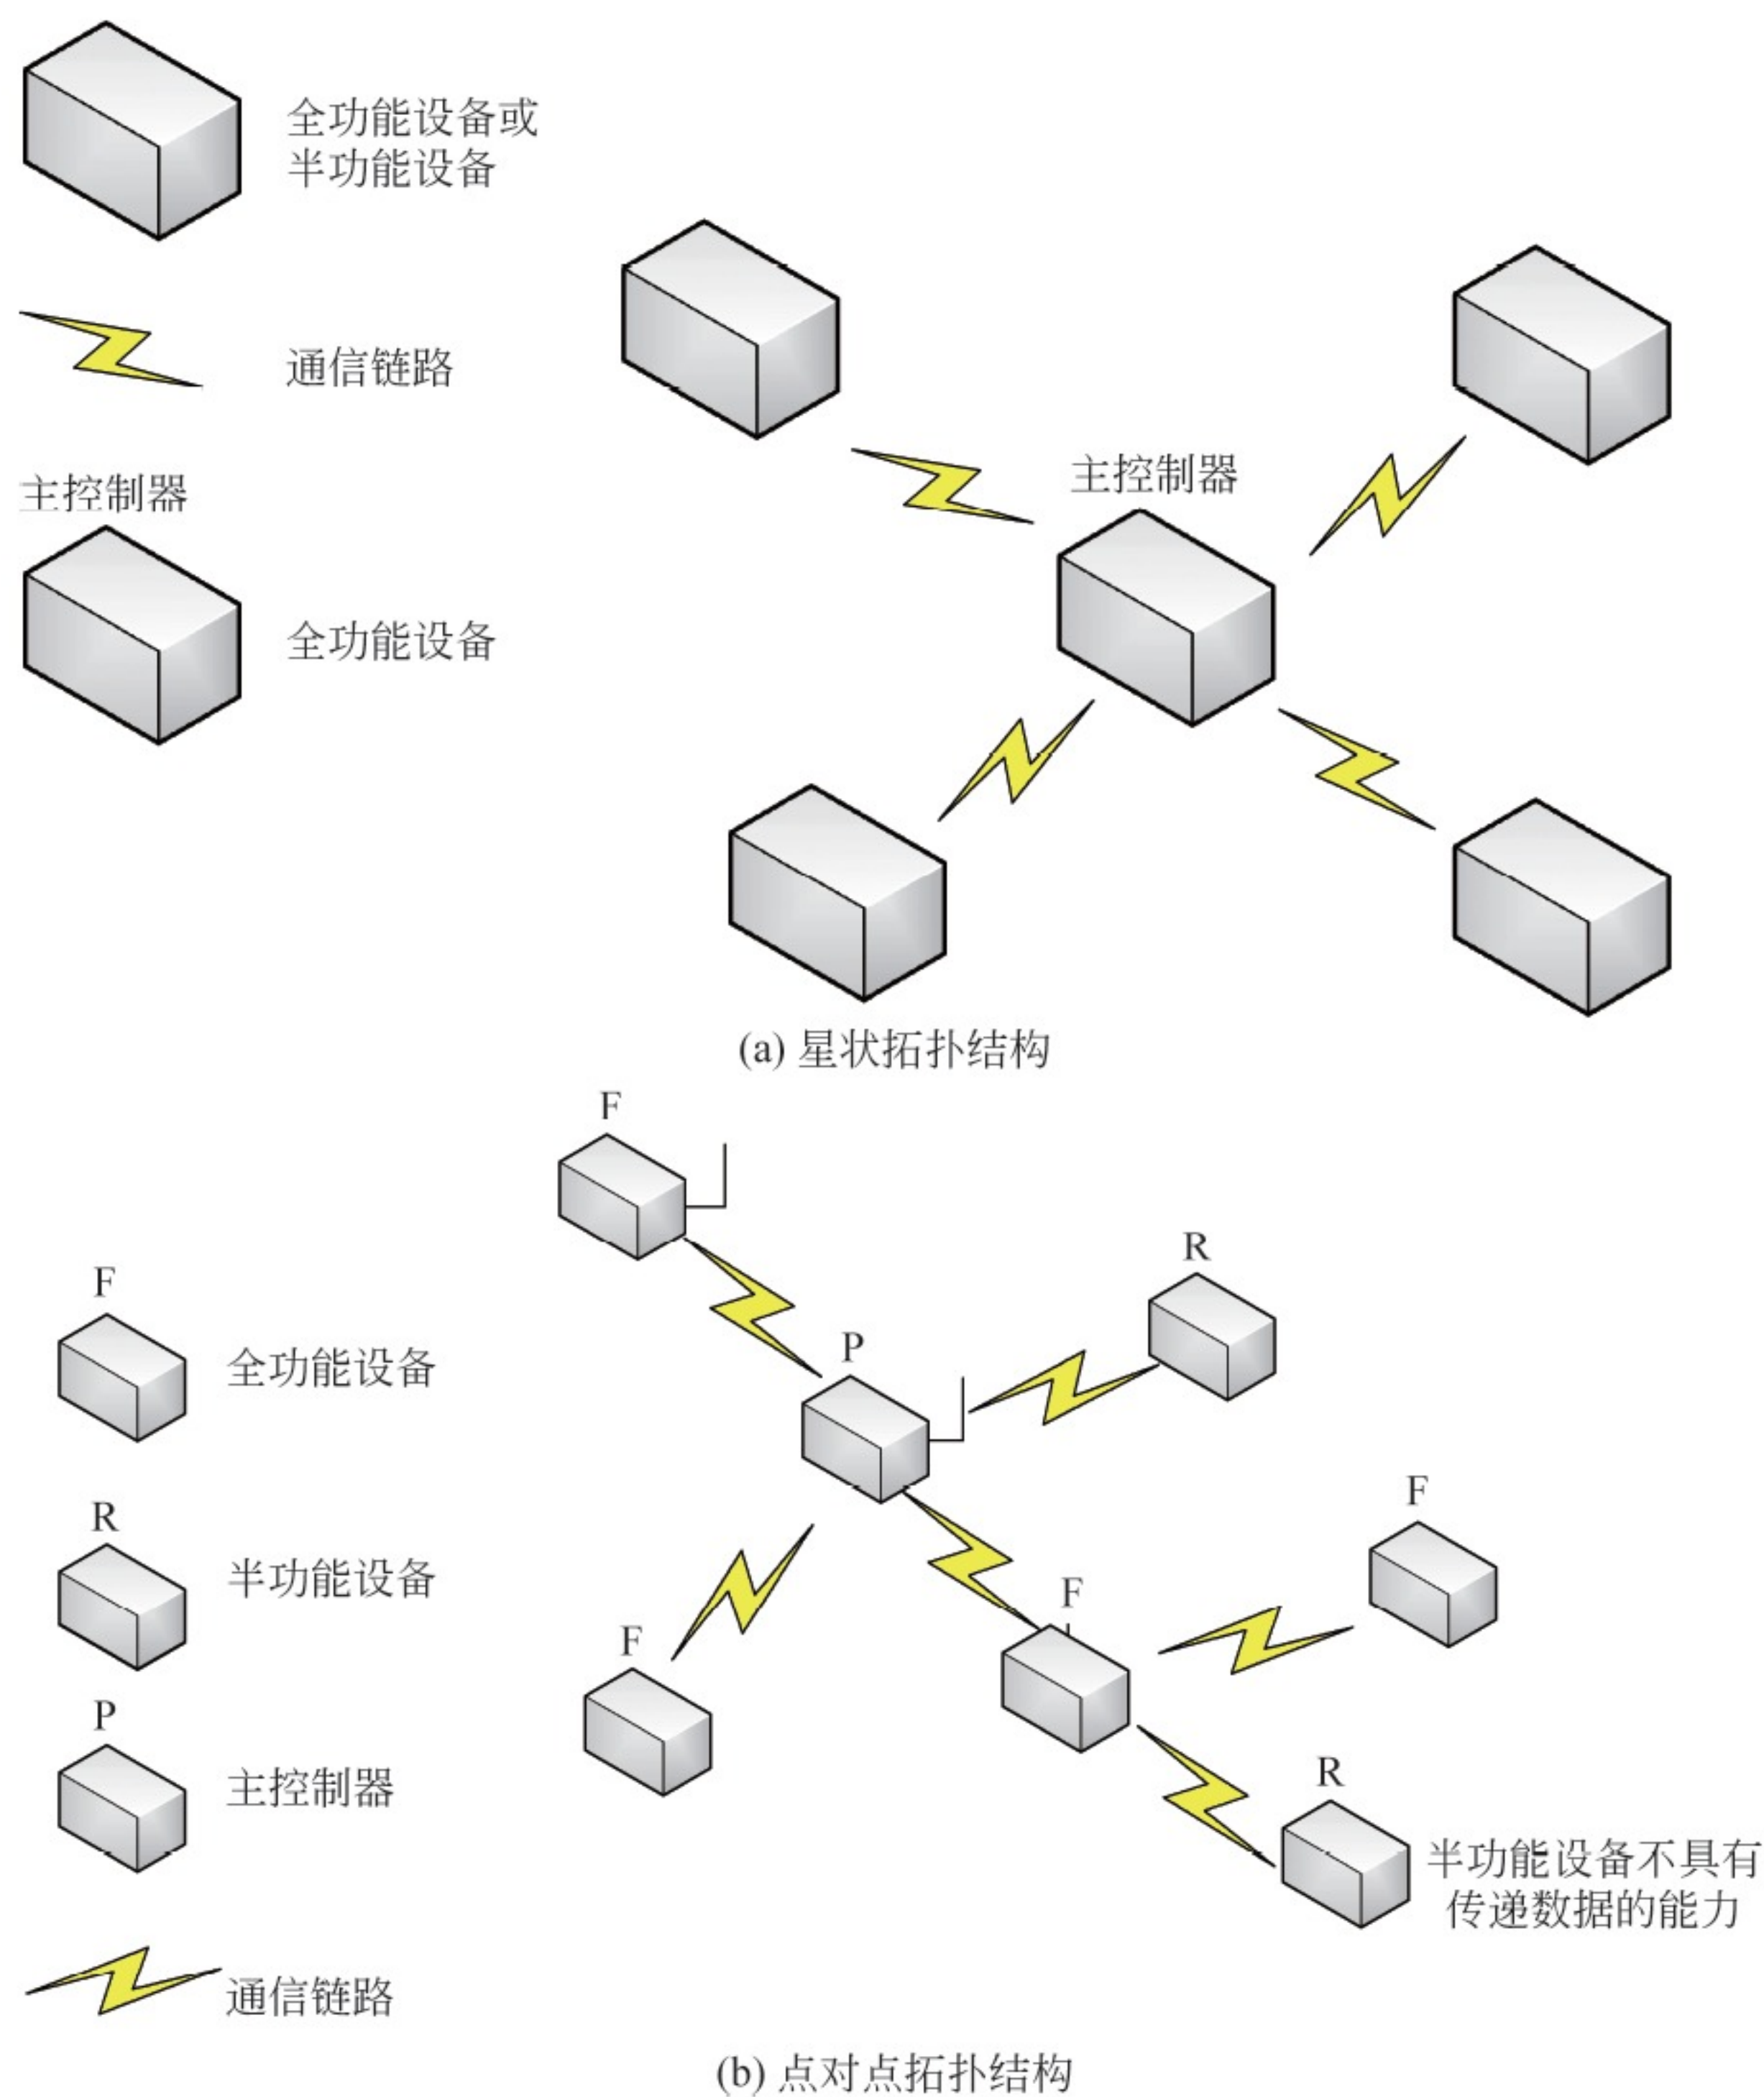 全功能设备或
半功能设备
通信链路
主控制器
全功能设备
主控制器
(a) 星状拓扑结构
F
全功能设备
R
半功能设备
P
主控制器
通信链路
F
R
P
F
F
F
R
半功能设备不具有
传递数据的能力
(b) 点对点拓扑结构